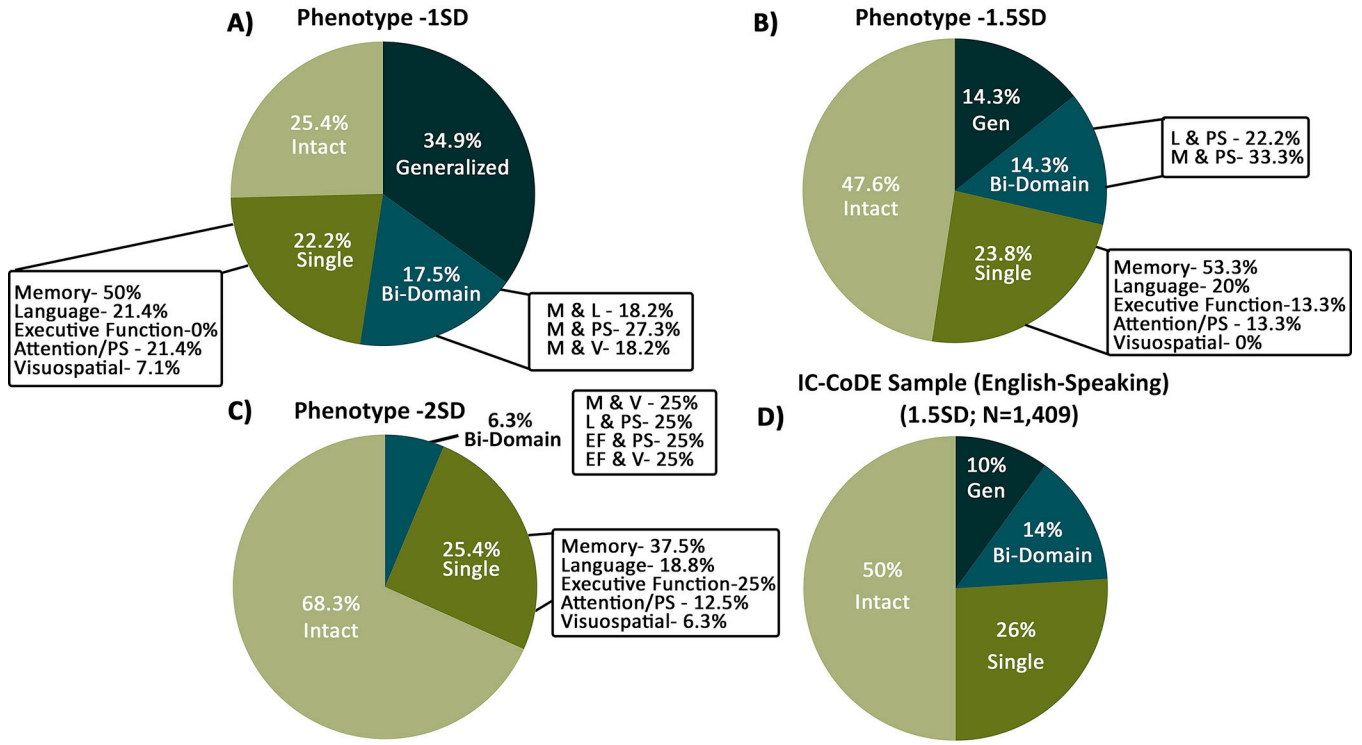 A)
Phenotype -1SD
34.9%
Generalized
17.5%
Bi-Domain
22.2%
Single
25.4%
Intact
Memory- 50%
Language- 21.4%
Executive Function-0%
Attention/PS - 21.4%
Visuospatial- 7.1%
M & L - 18.2%
M & PS- 27.3%
M & V- 18.2%
B)
Phenotype -1.5SD
14.3%
Gen
14.3%
Bi-Domain
23.8%
Single
47.6%
Intact
L & PS - 22.2%
M & PS- 33.3%
Memory- 53.3%
Language- 20%
Executive Function-13.3%
Attention/PS - 13.3%
Visuospatial- 0%
C)
Phenotype -2SD
6.3%
Bi-Domain
25.4%
Single
68.3%
Intact
M & V - 25%
L & PS- 25%
EF & PS- 25%
EF & V- 25%
Memory- 37.5%
Language- 18.8%
Executive Function-25%
Attention/PS - 12.5%
Visuospatial- 6.3%
D)
IC-CoDE Sample (English-Speaking)
(1.5SD; N=1,409)
10%
Gen
14%
Bi-Domain
26%
Single
50%
Intact